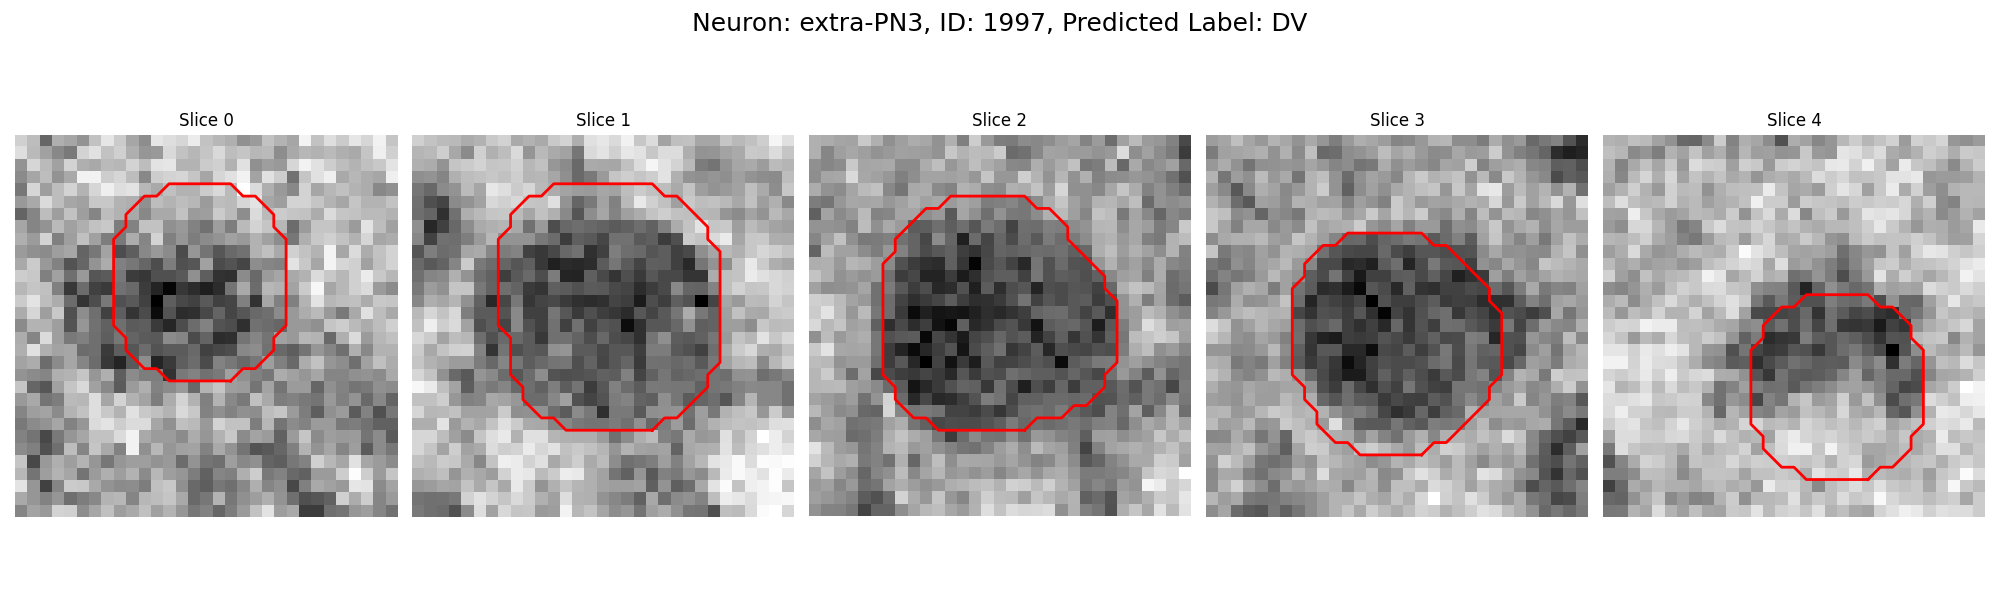 Neuron: extra-PN3, ID: 1997, Predicted Label: DV
Slice 0
Slice 1
Slice 2
Slice 3
Slice 4